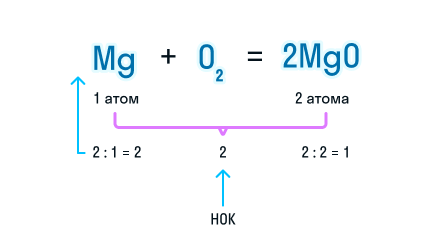 Mg + O₂ = 2MgO
1 атом 2 атома
2 : 1 = 2 2 2 : 2 = 1
НОК